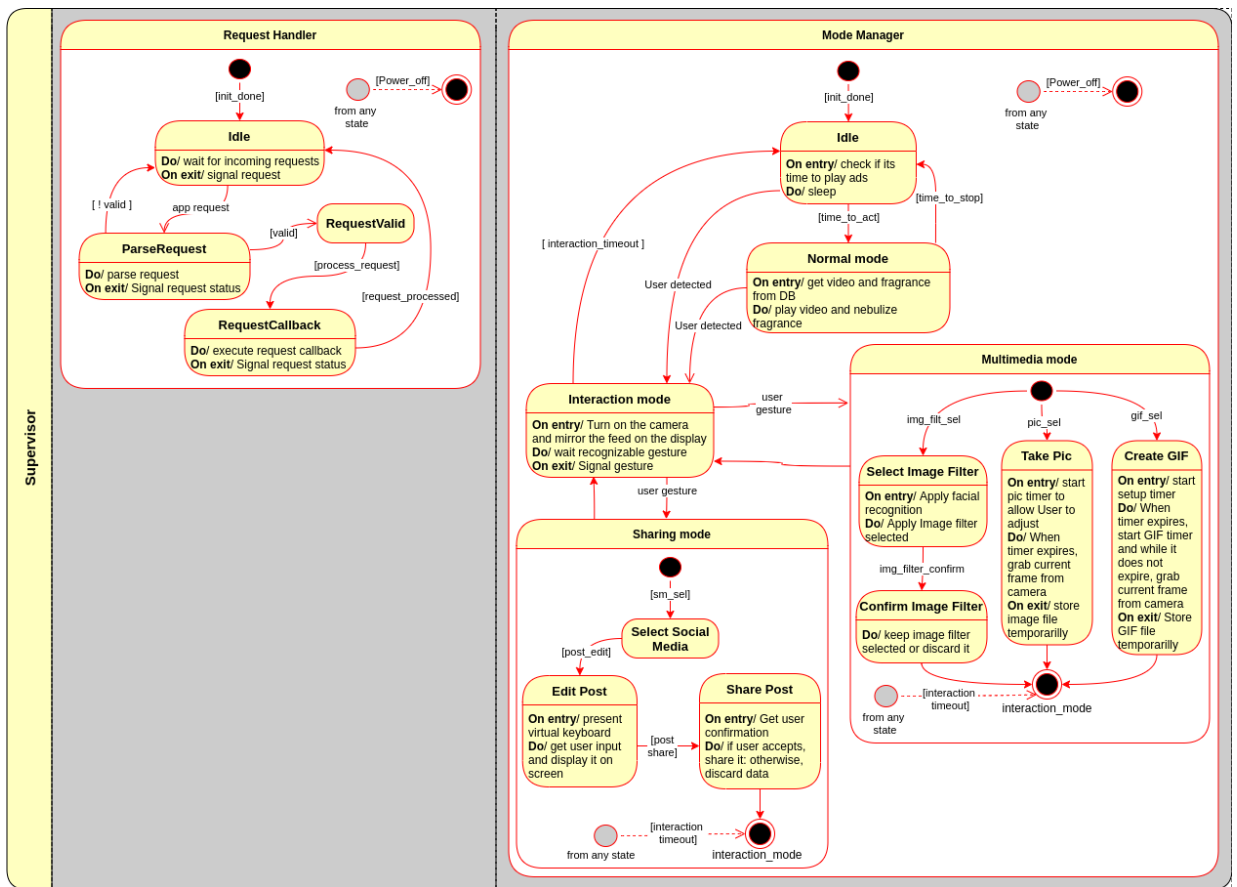 Supervisor
Request Handler
[init_done]
[Power_off]
from any
state
Idle
Do/ wait for incoming requests
On exit/ signal request
[ ! valid ]
app request
ParseRequest
Do/ parse request
On exit/ Signal request status
[valid]
RequestValid
[process_request]
[request_processed]
RequestCallback
Do/ execute request callback
On exit/ Signal request status
Mode Manager
[init_done]
[Power_off]
from any
state
Idle
On entry/ check if its
time to play ads
Do/ sleep
[time_to_act]
[time_to_stop]
[ interaction_timeout ]
User detected
User detected
Normal mode
On entry/ get video and fragrance
from DB
Do/ play video and nebulize
fragrance
Interaction mode
On entry/ Turn on the camera
and mirror the feed on the display
Do/ wait recognizable gesture
On exit/ Signal gesture
user
gesture
user gesture
Multimedia mode
img_filt_sel
pic_sel
gif_sel
Select Image Filter
On entry/ Apply facial
recognition
Do/ Apply Image filter
selected
img_filter_confirm
Confirm Image Filter
Do/ keep image filter
selected or discard it
Take Pic
On entry/ start
pic timer to
allow User to
adjust
Do/ When
timer expires,
grab current
frame from
camera
On exit/ store
image file
temporarilly
Create GIF
On entry/ start
setup timer
Do/ When
timer expires,
start GIF timer
and while it
does not
expire, grab
current frame
from camera
On exit/ Store
GIF file
temporarilly
[interaction
timeout]
from any
state
interaction_mode
Sharing mode
[sm_sel]
Select Social
Media
[post_edit]
Edit Post
On entry/ present
virtual keyboard
Do/ get user input
and display it on
screen
[post
share]
Share Post
On entry/ Get user
confirmation
Do/ if user accepts,
share it: otherwise,
discard data
[interaction
timeout]
from any state
interaction_mode